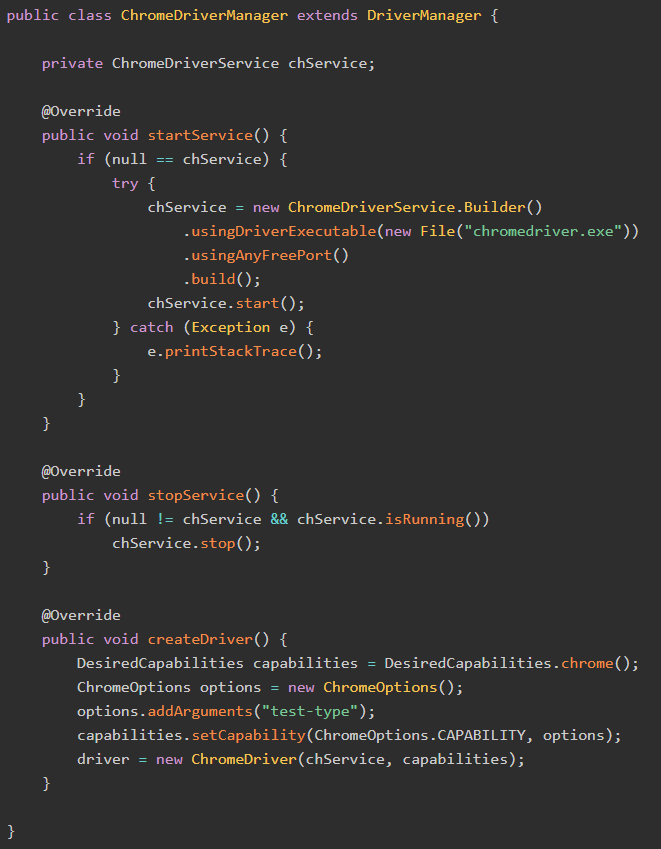 public class ChromeDriverManager extends DriverManager {
private ChromeDriverService chService;
@Override
public void startService() {
if (null == chService) {
try {
chService = new ChromeDriverService.Builder()
.usingDriverExecutable(new File("chromedriver.exe"))
.usingAnyFreePort()
.build();
chService.start();
} catch (Exception e) {
e.printStackTrace();
}
}
}
@Override
public void stopService() {
if (null != chService && chService.isRunning())
chService.stop();
}
@Override
public void createDriver() {
DesiredCapabilities capabilities = DesiredCapabilities.chrome();
ChromeOptions options = new ChromeOptions();
options.addArguments("test-type");
capabilities.setCapability(ChromeOptions.CAPABILITY, options);
driver = new ChromeDriver(chService, capabilities);
}
}